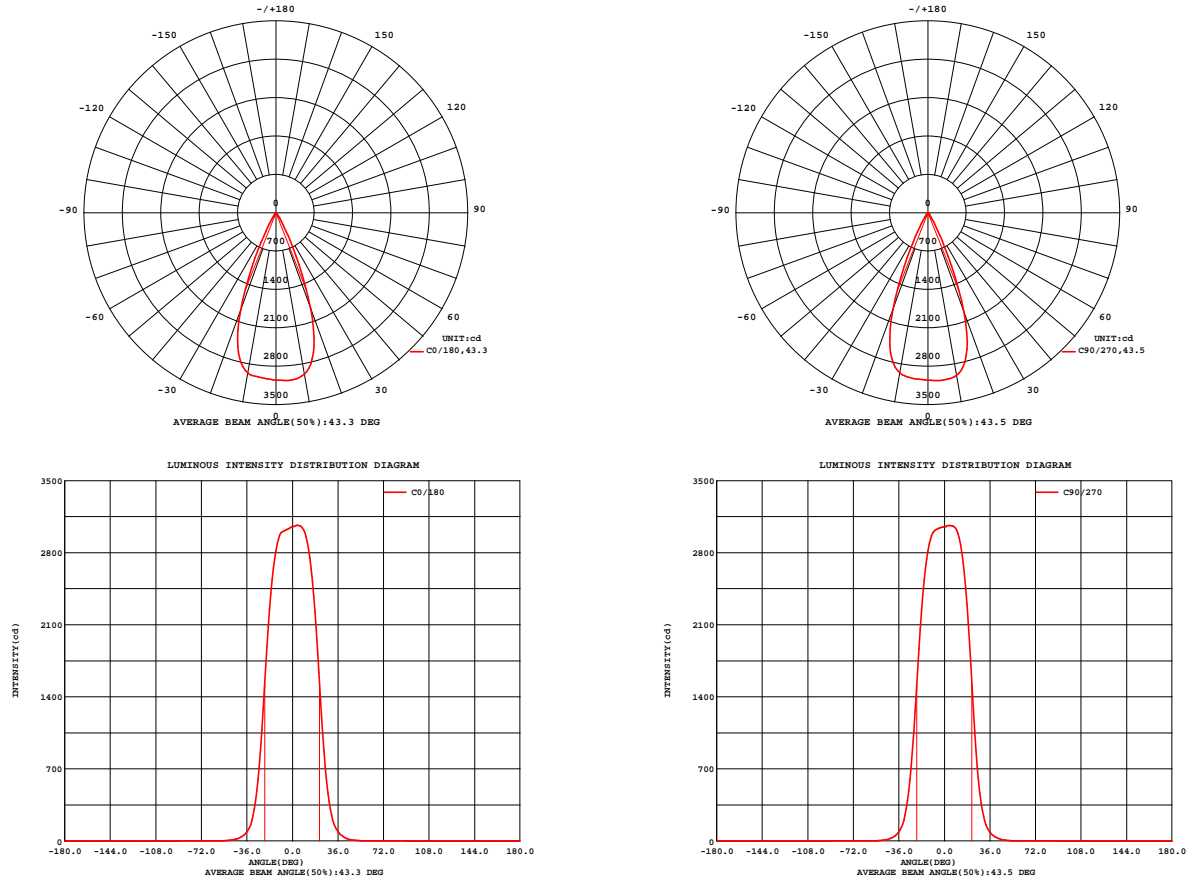 -/+180
-150 150
-120 120
-90 90
-60 60
-30 30
0
700
1400
2100
2800
3500
0
UNIT:cd
C0/180,43.3
AVERAGE BEAM ANGLE(50%):43.3 DEG
-/+180
-150 150
-120 120
-90 90
-60 60
-30 30
0
700
1400
2100
2800
3500
0
UNIT:cd
C90/270,43.5
AVERAGE BEAM ANGLE(50%):43.5 DEG
LUMINOUS INTENSITY DISTRIBUTION DIAGRAM
C0/180
INTENSITY(cd)
3500
2800
2100
1400
700
0
-180.0 -144.0 -108.0 -72.0 -36.0 0.0 36.0 72.0 108.0 144.0 180.0
ANGLE(DEG)
AVERAGE BEAM ANGLE(50%):43.3 DEG
LUMINOUS INTENSITY DISTRIBUTION DIAGRAM
C90/270
INTENSITY(cd)
3500
2800
2100
1400
700
0
-180.0 -144.0 -108.0 -72.0 -36.0 0.0 36.0 72.0 108.0 144.0 180.0
ANGLE(DEG)
AVERAGE BEAM ANGLE(50%):43.5 DEG